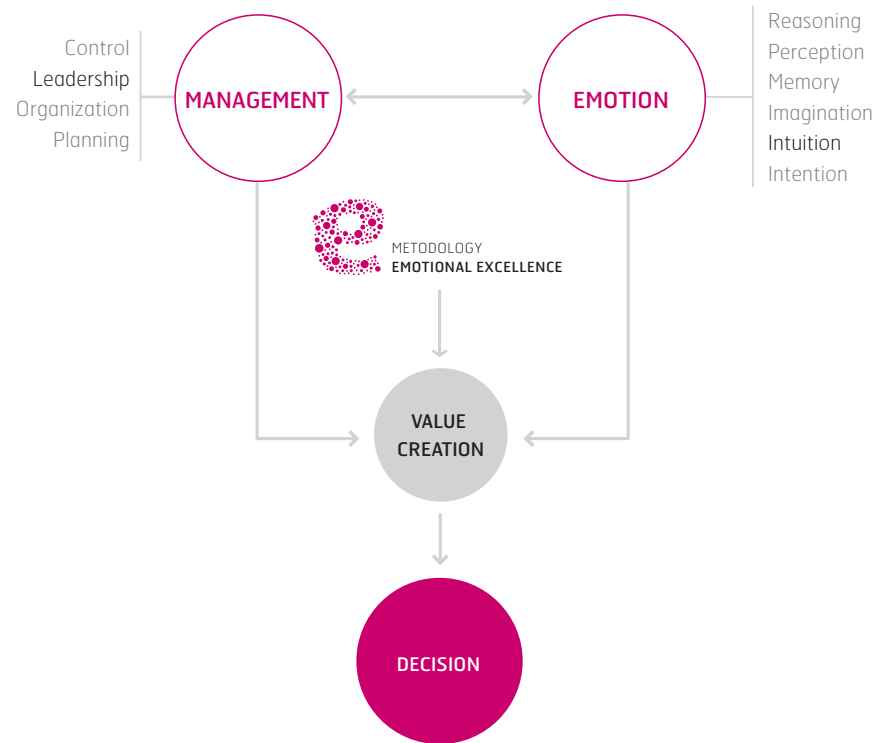 Control
Leadership
Organization
Planning
MANAGEMENT
EMOTION
Reasoning
Perception
Memory
Imagination
Intuition
Intention
METODOLOGY
EMOTIONAL EXCELLENCE
VALUE
CREATION
DECISION